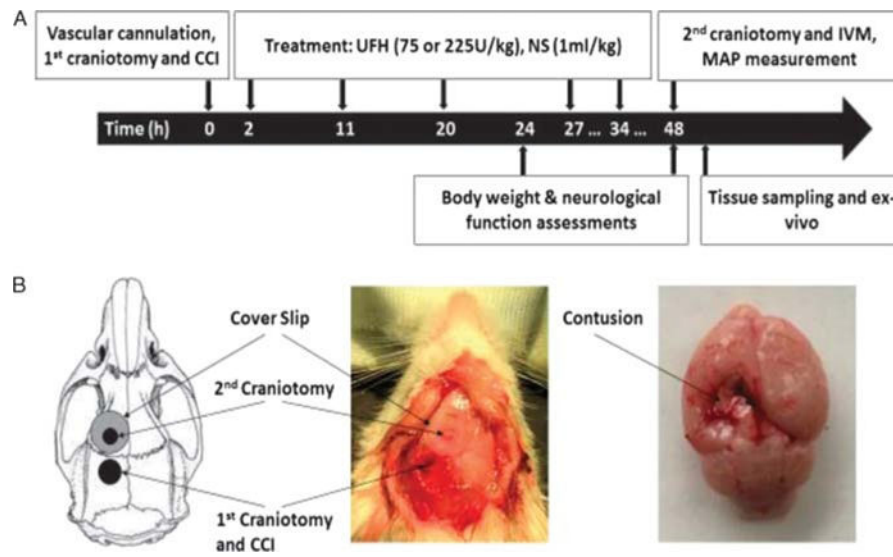 A
Vascular cannulation,
1st craniotomy and CCI
Treatment: UFH (75 or 225U/kg), NS (1ml/kg)
2nd craniotomy and IVM,
MAP measurement
Time (h) 0 2 11 20 24 27 ... 34 ... 48
Body weight & neurological
function assessments
Tissue sampling and ex-
vivo
B
Cover Slip
2nd Craniotomy
1st Craniotomy
and CCI
Contusion